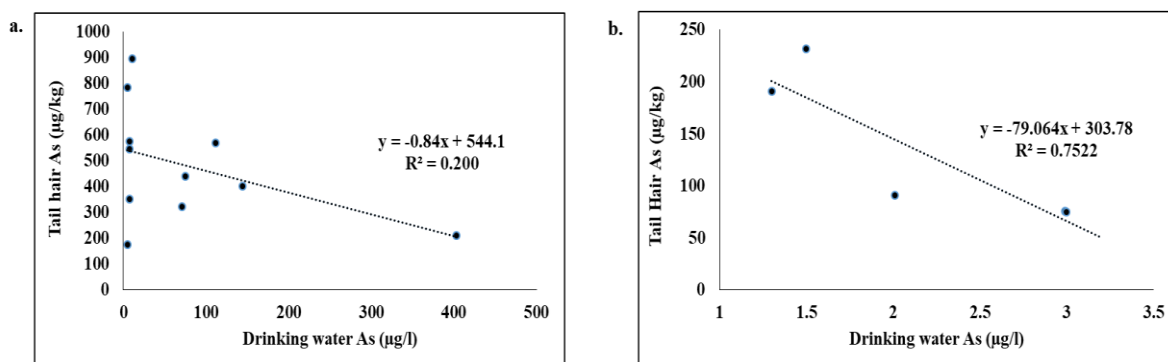 a.
Tail hair As (µg/kg)
1000
900
800
700
600
500
400
300
200
100
0
y = -0.84x + 544.1
R² = 0.200
0 100 200 300 400 500
Drinking water As (µg/l)
b.
Tail Hair As (µg/kg)
250
200
150
100
50
0
y = -79.064x + 303.78
R² = 0.7522
1 1.5 2 2.5 3 3.5
Drinking water As (µg/l)